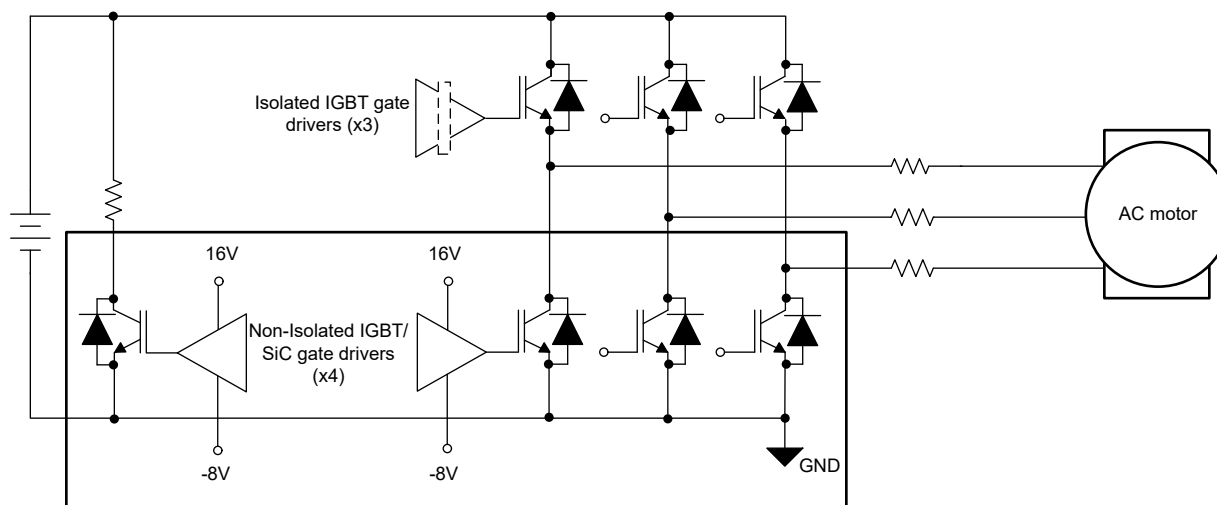 Isolated IGBT gate
drivers (x3)
AC motor
16V
16V
Non-Isolated IGBT/
SiC gate drivers
(x4)
-8V
-8V
GND